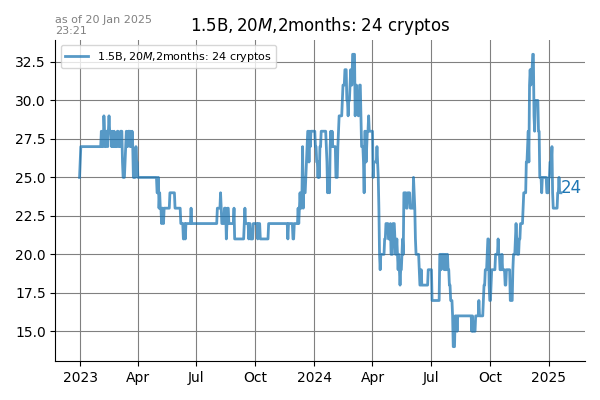 as of 20 Jan 2025
23:21
1.5B, 20M,2months: 24 cryptos
1.5B, 20M,2months: 24 cryptos
32.5
30.0
27.5
25.0
22.5
20.0
17.5
15.0
24
2023
Apr
Jul
Oct
2024
Apr
Jul
Oct
2025